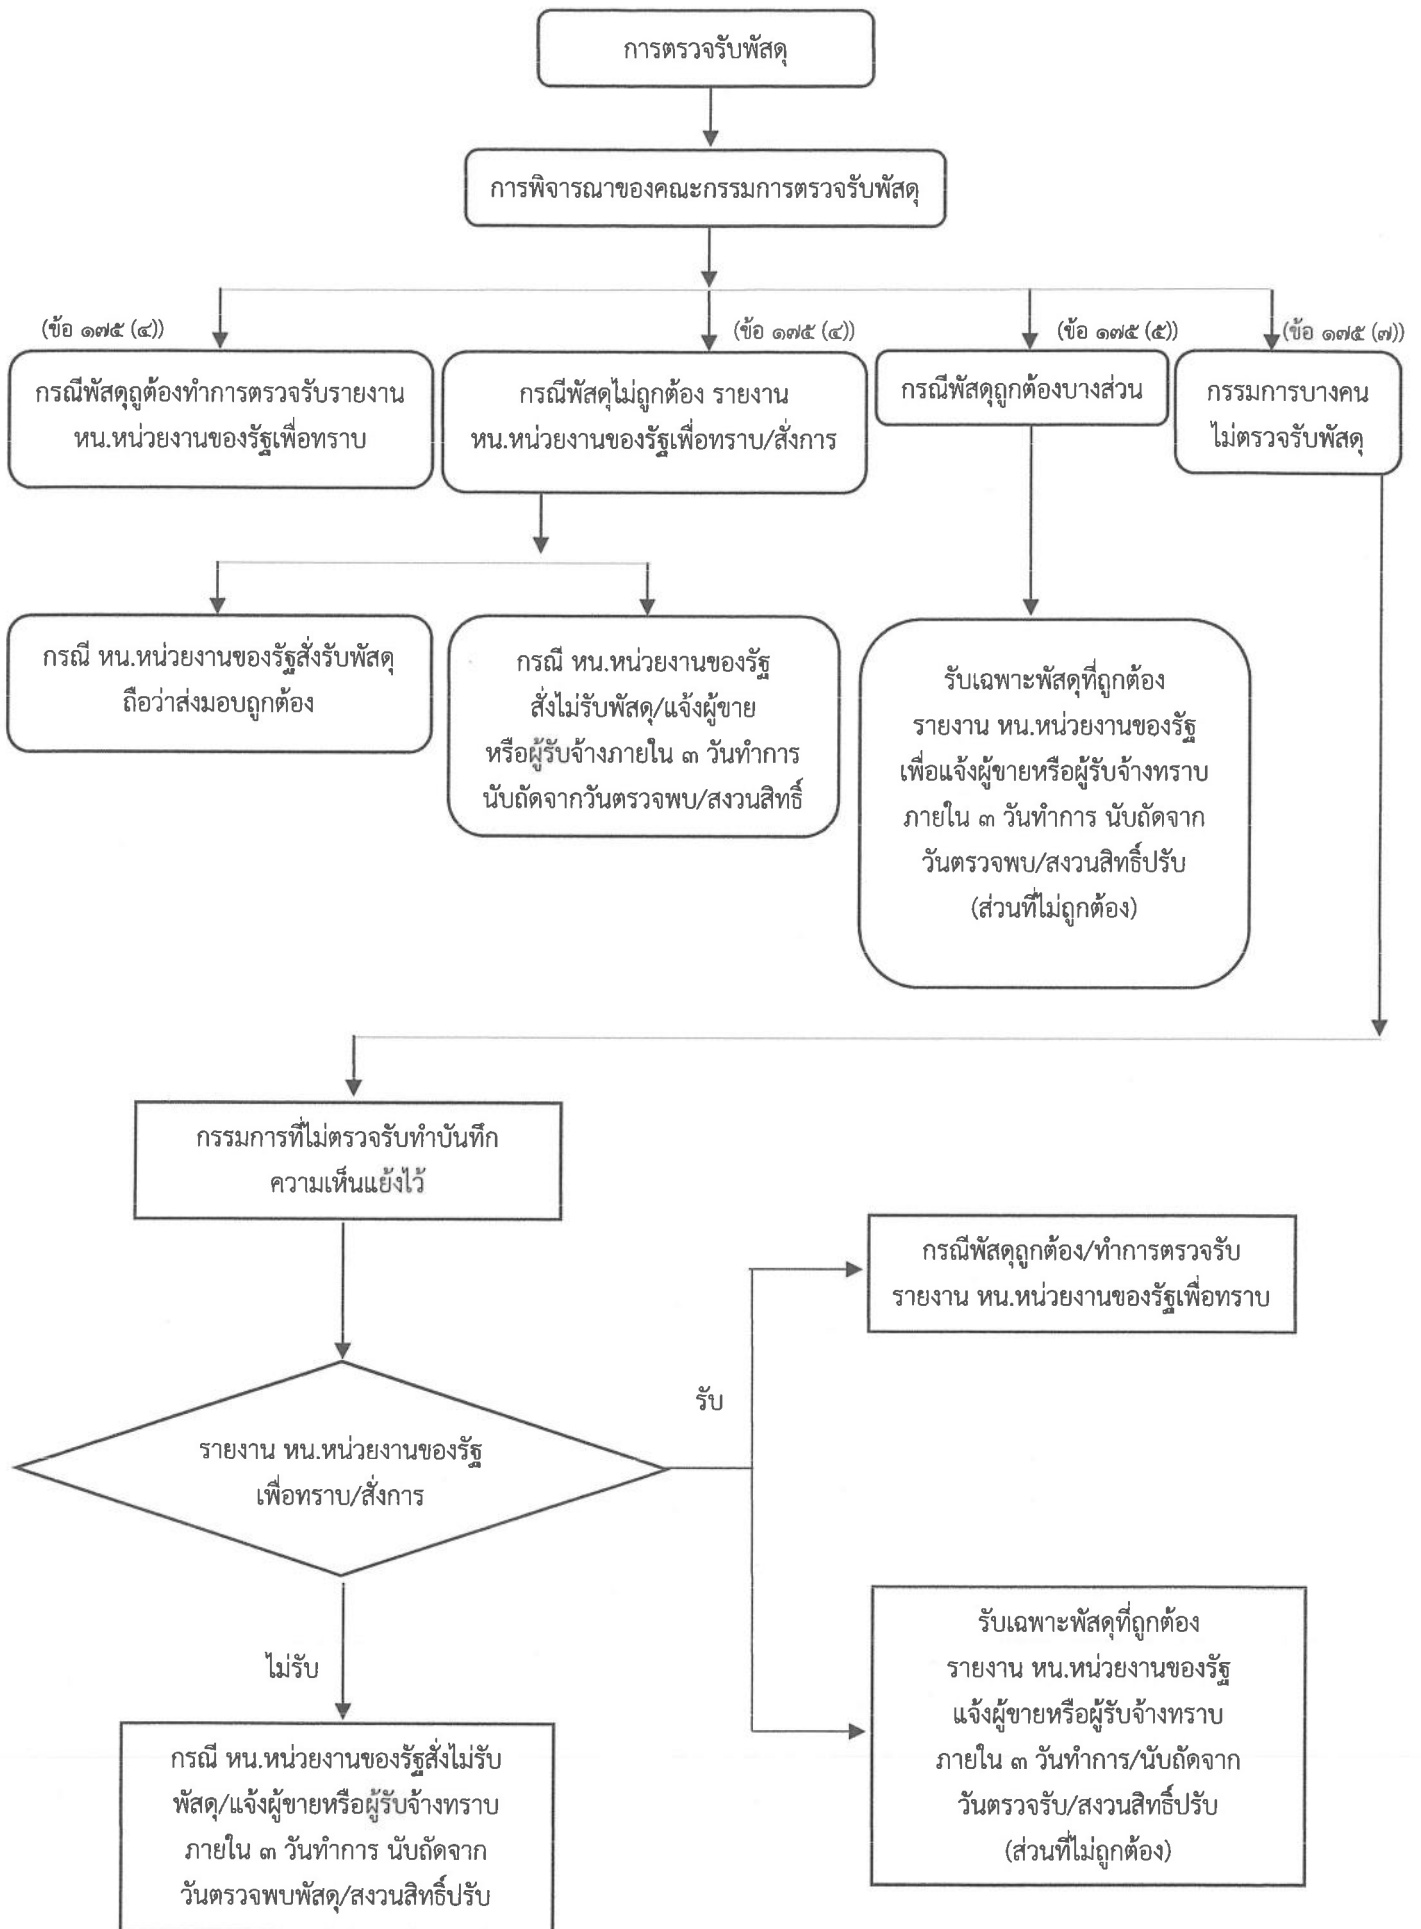 การตรวจรับพัสดุ
การพิจารณาของคณะกรรมการตรวจรับพัสดุ
(ข้อ ๑๗๕ (๔))
(ข้อ ๑๗๕ (๔))
(ข้อ ๑๗๕ (๕))
(ข้อ ๑๗๕ (๗))
กรณีพัสดุถูต้องทำการตรวจรับรายงาน
หน.หน่วยงานของรัฐเพื่อทราบ
กรณีพัสดุไม่ถูกต้อง รายงาน
หน.หน่วยงานของรัฐเพื่อทราบ/สั่งการ
กรณีพัสดุถูกต้องบางส่วน
กรรมการบางคน
ไม่ตรวจรับพัสดุ
กรณี หน.หน่วยงานของรัฐสั่งรับพัสดุ
ถือว่าส่งมอบถูกต้อง
กรณี หน.หน่วยงานของรัฐ
สั่งไม่รับพัสดุ/แจ้งผู้ขาย
หรือผู้รับจ้างภายใน ๓ วันทำการ
นับถัดจากวันตรวจพบ/สงวนสิทธิ์
รับเฉพาะพัสดุที่ถูกต้อง
รายงาน หน.หน่วยงานของรัฐ
เพื่อแจ้งผู้ขายหรือผู้รับจ้างทราบ
ภายใน ๓ วันทำการ นับถัดจาก
วันตรวจพบ/สงวนสิทธิ์ปรับ
(ส่วนที่ไม่ถูกต้อง)
กรรมการที่ไม่ตรวจรับทำบันทึก
ความเห็นแย้งไว้
กรณีพัสดุถูกต้อง/ทำการตรวจรับ
รายงาน หน.หน่วยงานของรัฐเพื่อทราบ
รับ
รายงาน หน.หน่วยงานของรัฐ
เพื่อทราบ/สั่งการ
ไม่รับ
รับเฉพาะพัสดุที่ถูกต้อง
รายงาน หน.หน่วยงานของรัฐ
แจ้งผู้ขายหรือผู้รับจ้างทราบ
ภายใน ๓ วันทำการ/นับถัดจาก
วันตรวจรับ/สงวนสิทธิ์ปรับ
(ส่วนที่ไม่ถูกต้อง)
กรณี หน.หน่วยงานของรัฐสั่งไม่รับ
พัสดุ/แจ้งผู้ขายหรือผู้รับจ้างทราบ
ภายใน ๓ วันทำการ นับถัดจาก
วันตรวจพบพัสดุ/สงวนสิทธิ์ปรับ